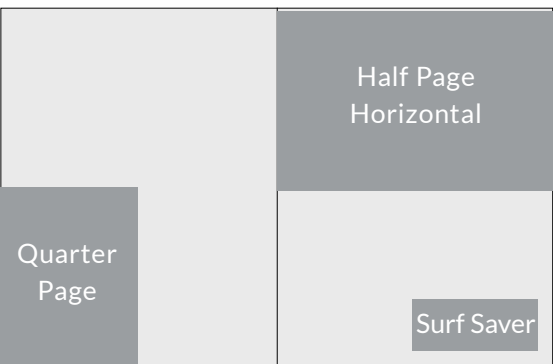 Half Page
Horizontal
Quarter
Page
Surf Saver